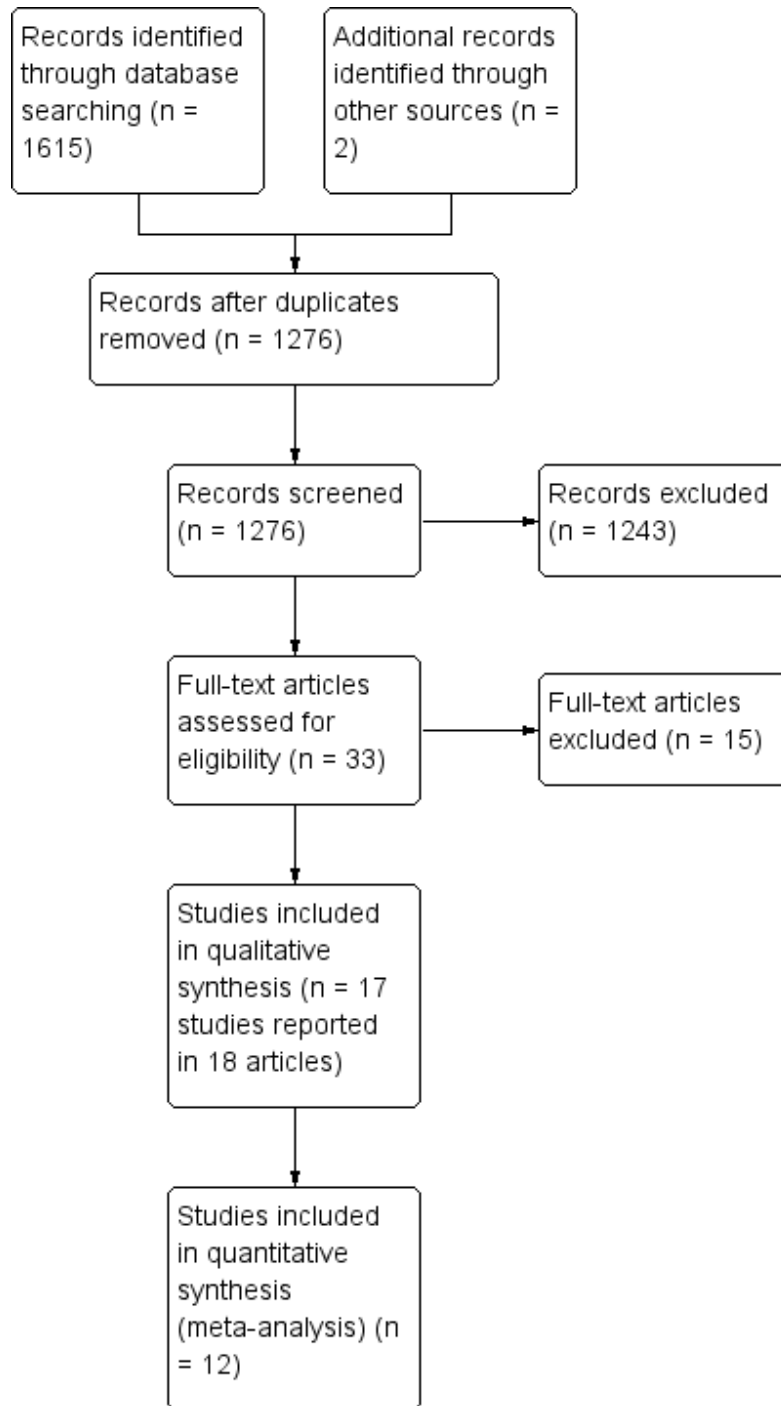 Records identified
through database
searching (n =
1615)
Additional records
identified through
other sources (n =
2)
Records after duplicates
removed (n = 1276)
Records screened
(n = 1276)
Records excluded
(n = 1243)
Full-text articles
assessed for
eligibility (n = 33)
Full-text articles
excluded (n = 15)
Studies included
in qualitative
synthesis (n = 17
studies reported
in 18 articles)
Studies included
in quantitative
synthesis
(meta-analysis) (n
= 12)